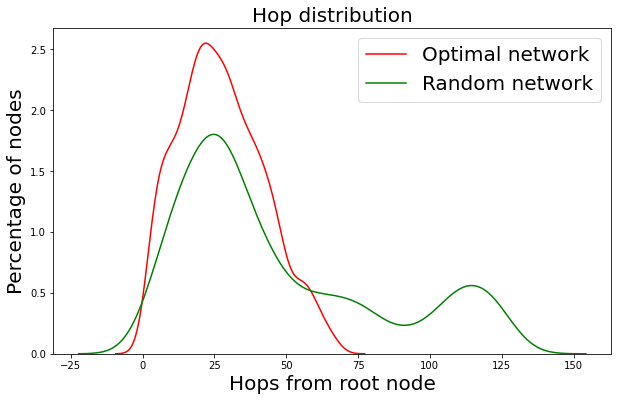 Hop distribution
Optimal network
Random network
Percentage of nodes
2.5
2.0
1.5
1.0
0.5
0.0
−25
0
25
50
75
100
125
150
Hops from root node